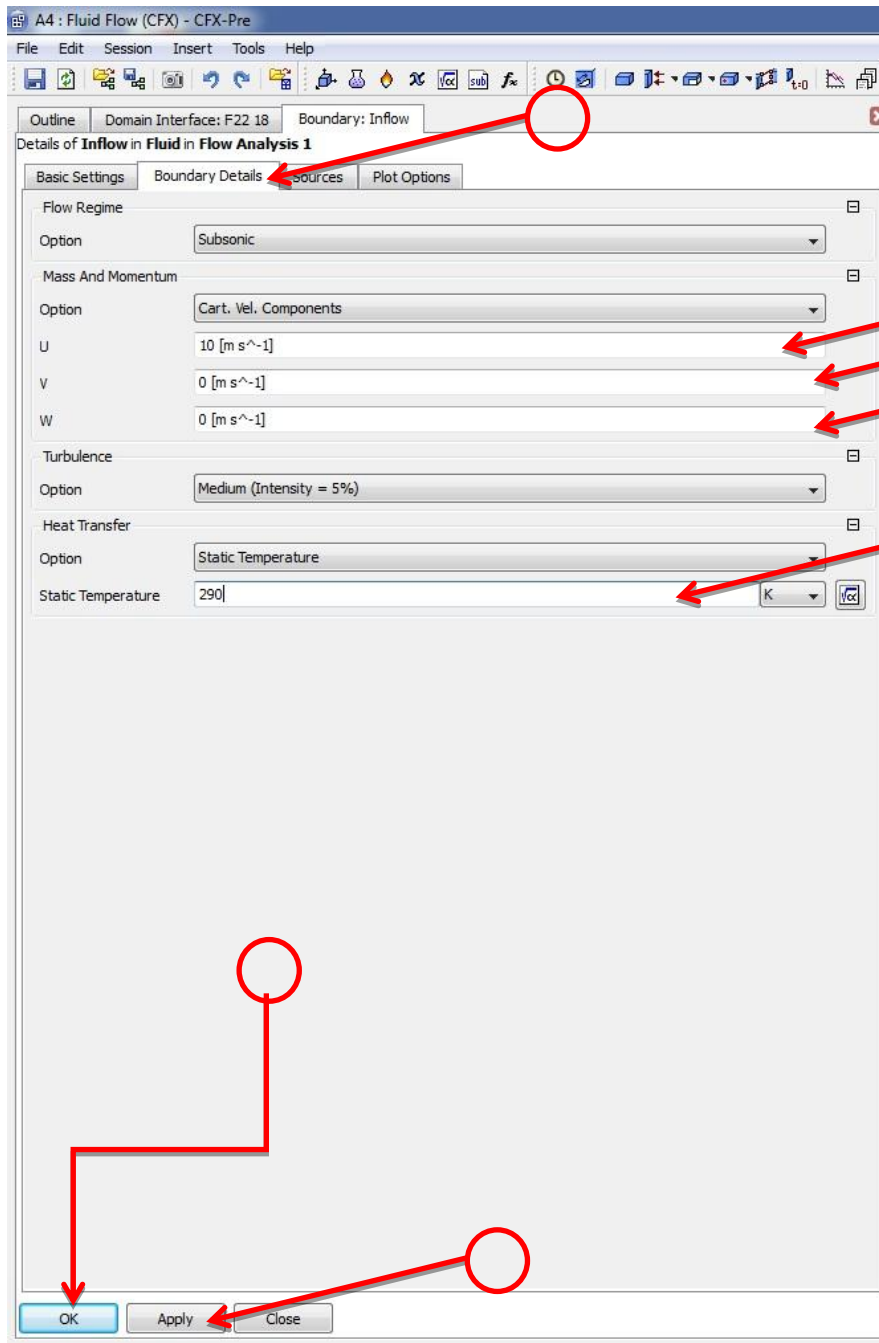 A4 : Fluid Flow (CFX) - CFX-Pre
File Edit Session Insert Tools Help
Outline Domain Interface: F22 18 Boundary: Inflow
Details of Inflow in Fluid in Flow Analysis 1
Basic Settings Boundary Details Sources Plot Options
Flow Regime
Option Subsonic
Mass And Momentum
Option Cart. Vel. Components
U 10 [m s^-1]
V 0 [m s^-1]
W 0 [m s^-1]
Turbulence
Option Medium (Intensity = 5%)
Heat Transfer
Option Static Temperature
Static Temperature 290 K
OK Apply Close